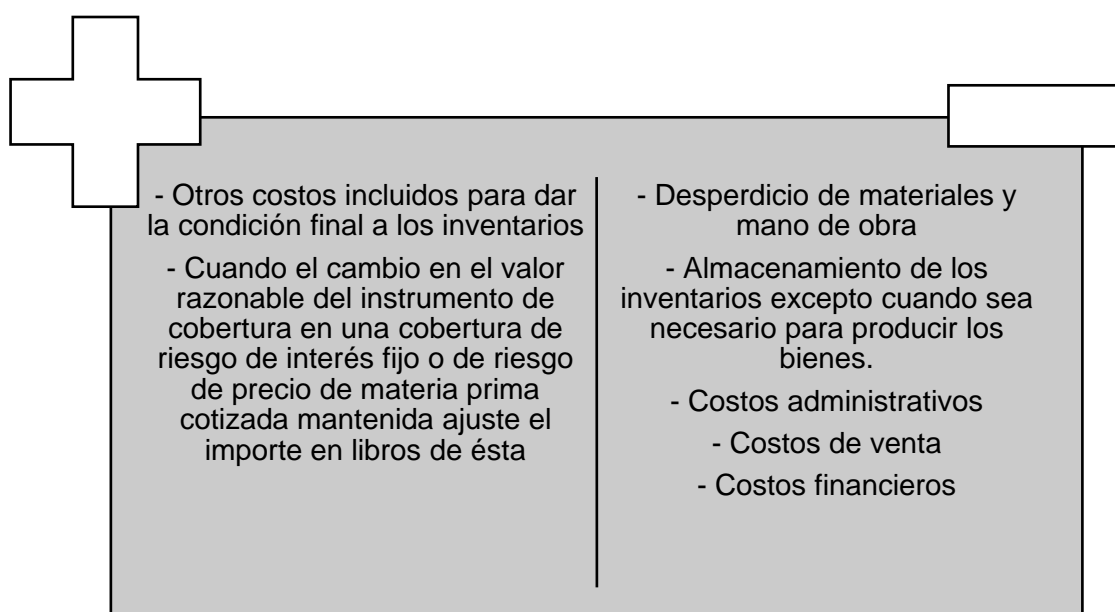 - Otros costos incluidos para dar
la condición final a los inventarios
- Cuando el cambio en el valor
razonable del instrumento de
cobertura en una cobertura de
riesgo de interés fijo o de riesgo
de precio de materia prima
cotizada mantenida ajuste el
importe en libros de ésta
- Desperdicio de materiales y
mano de obra
- Almacenamiento de los
inventarios excepto cuando sea
necesario para producir los
bienes.
- Costos administrativos
- Costos de venta
- Costos financieros